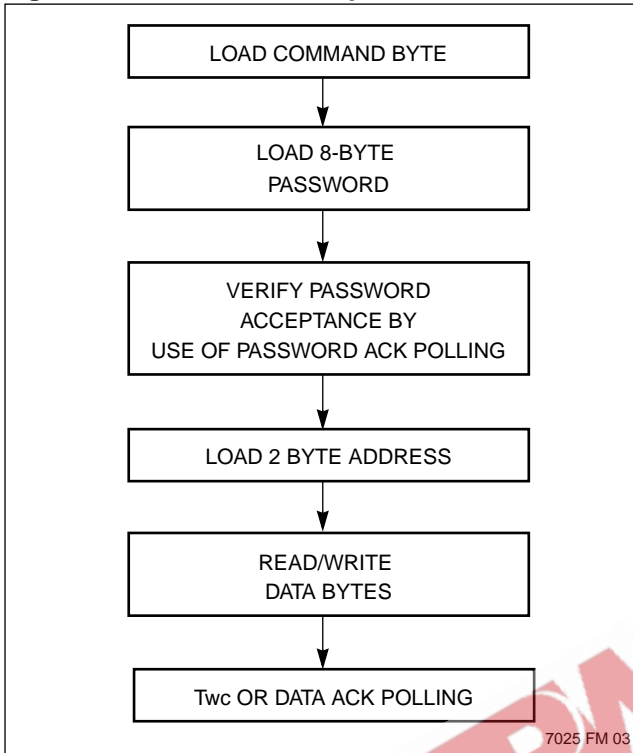 LOAD COMMAND BYTE
LOAD 8-BYTE
PASSWORD
VERIFY PASSWORD
ACCEPTANCE BY
USE OF PASSWORD ACK POLLING
LOAD 2 BYTE ADDRESS
READ/WRITE
DATA BYTES
Twc OR DATA ACK POLLING
7025 FM 03